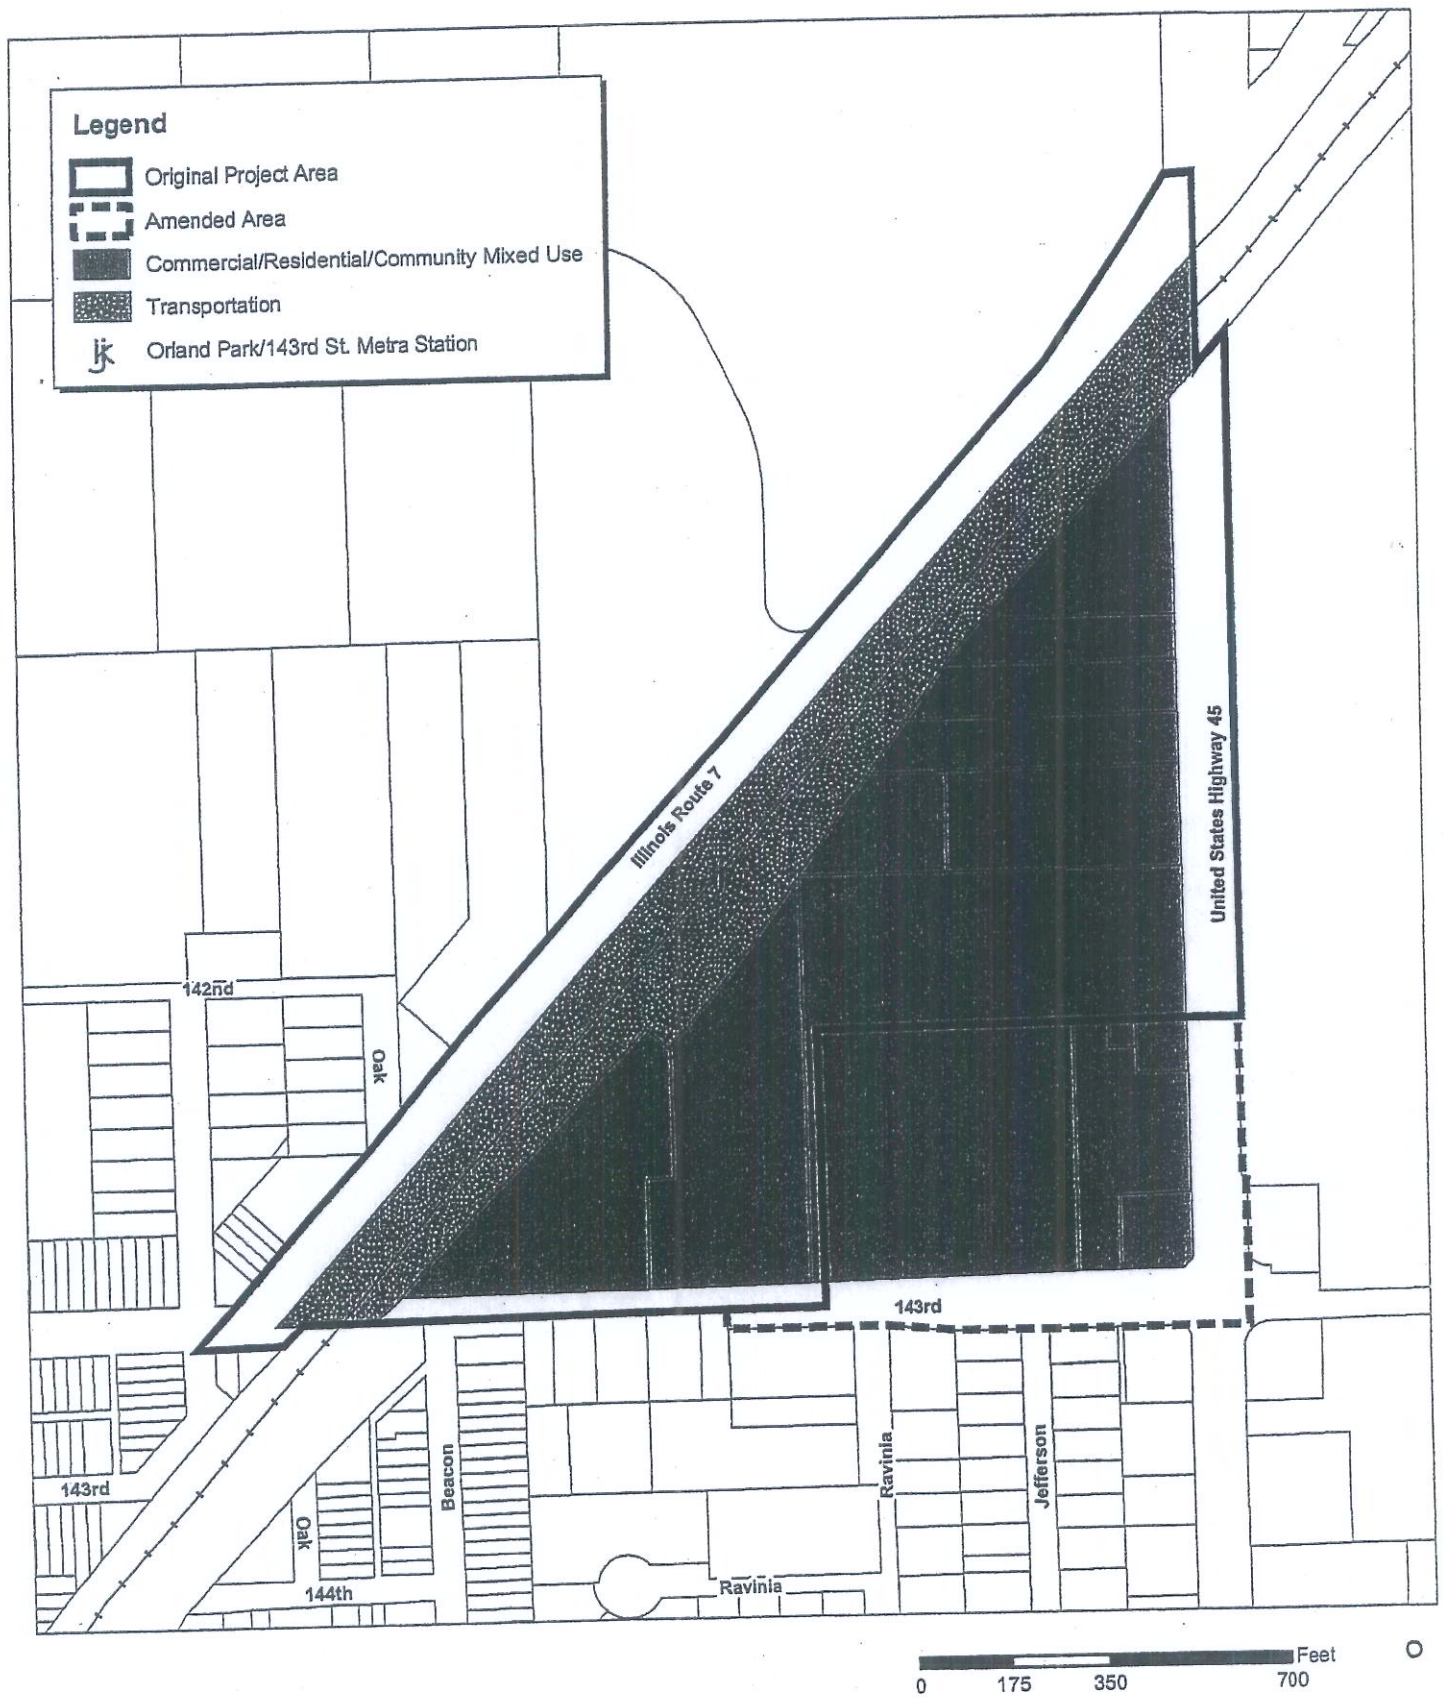 Legend
Original Project Area
Amended Area
Commercial/Residential/Community Mixed Use
Transportation
Orland Park/143rd St. Metra Station
Illinois Route 7
United States Highway 45
142nd
Oak
143rd
143rd
Beacon
Ravinia
Jefferson
Oak
144th
Ravinia
Feet
0 175 350 700